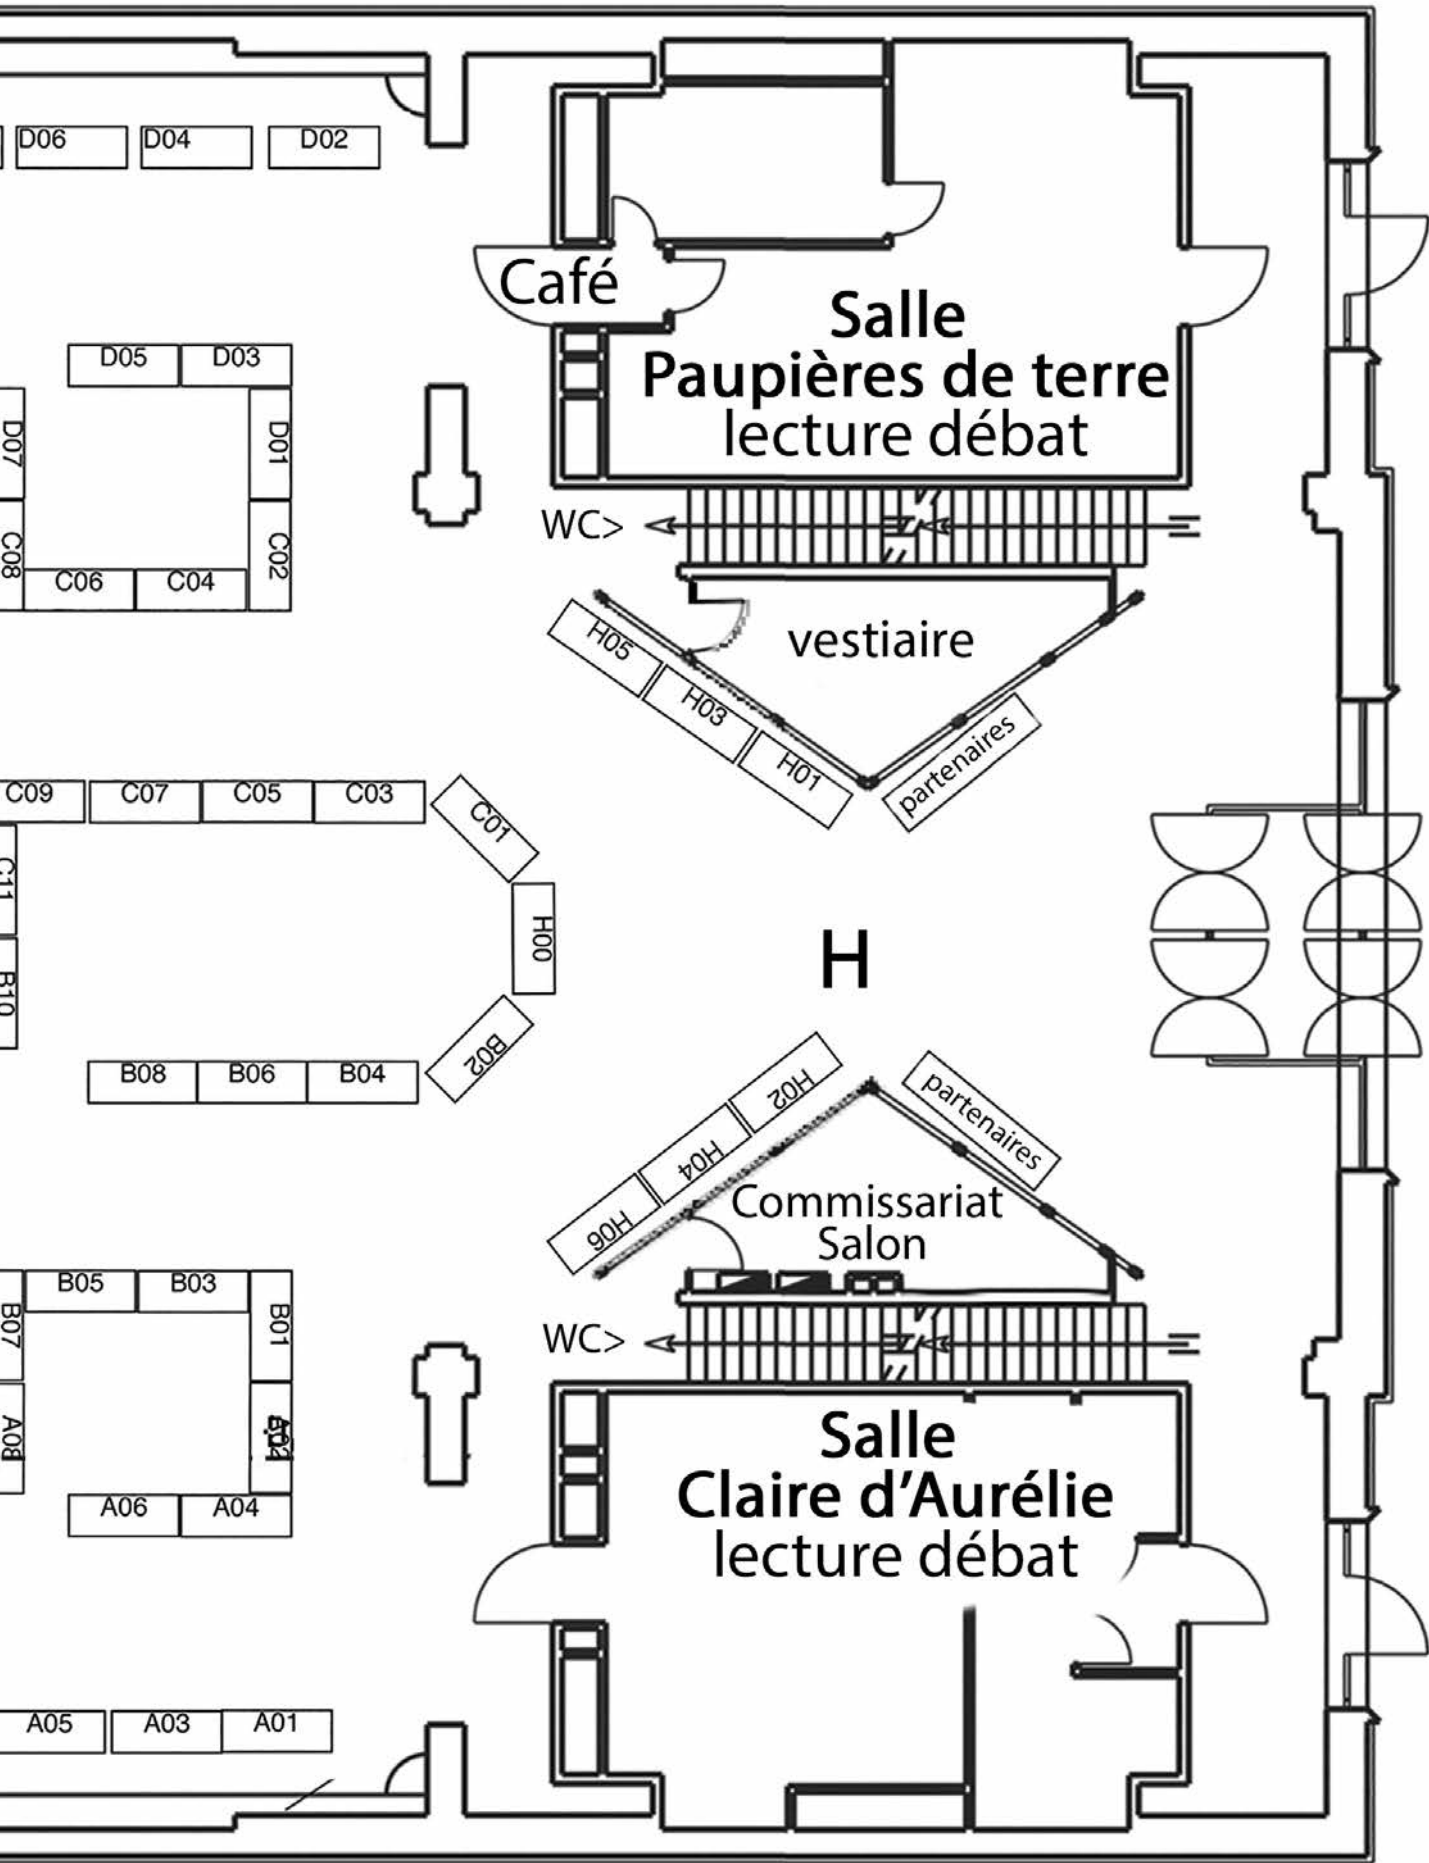 D06
D04
D02
Café
Salle
Paupières de terre
lecture débat
D05
D03
D07
D01
C08
C02
C06
C04
WC>
vestiaire
H05
H03
H01
partenaires
C09
C07
C05
C03
C01
C11
H00
H
B10
B02
B08
B06
B04
H02
H04
H06
partenaires
Commissariat
Salon
B05
B03
B07
B01
WC>
A08
Salle
Claire d'Aurélie
lecture débat
A06
A04
A05
A03
A01